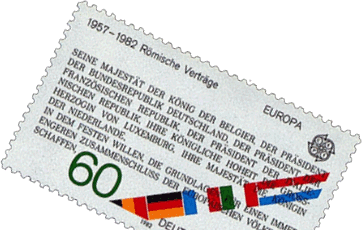 1957–1982 Römische Verträge
EUROPA
SEINE MAJESTÄT DER KÖNIG DER BELGIER, DER PRÄSIDENT
DER BUNDESREPUBLIK DEUTSCHLAND, DER PRÄSIDENT DER
FRANZÖSISCHEN REPUBLIK, DER PRÄSIDENT DER ITALIE-
NISCHEN REPUBLIK, IHRE KÖNIGLICHE HOHEIT DIE GROSS-
HERZOGIN VON LUXEMBURG, IHRE MAJESTÄT DIE KÖNIGIN
DER NIEDERLANDE,
IN DEM FESTEN WILLEN, DIE GRUNDLAGEN FÜR EINEN IMMER
ENGEREN ZUSAMMENSCHLUSS DER EUROPÄISCHEN VÖLKER
SCHAFFEN
60
1982